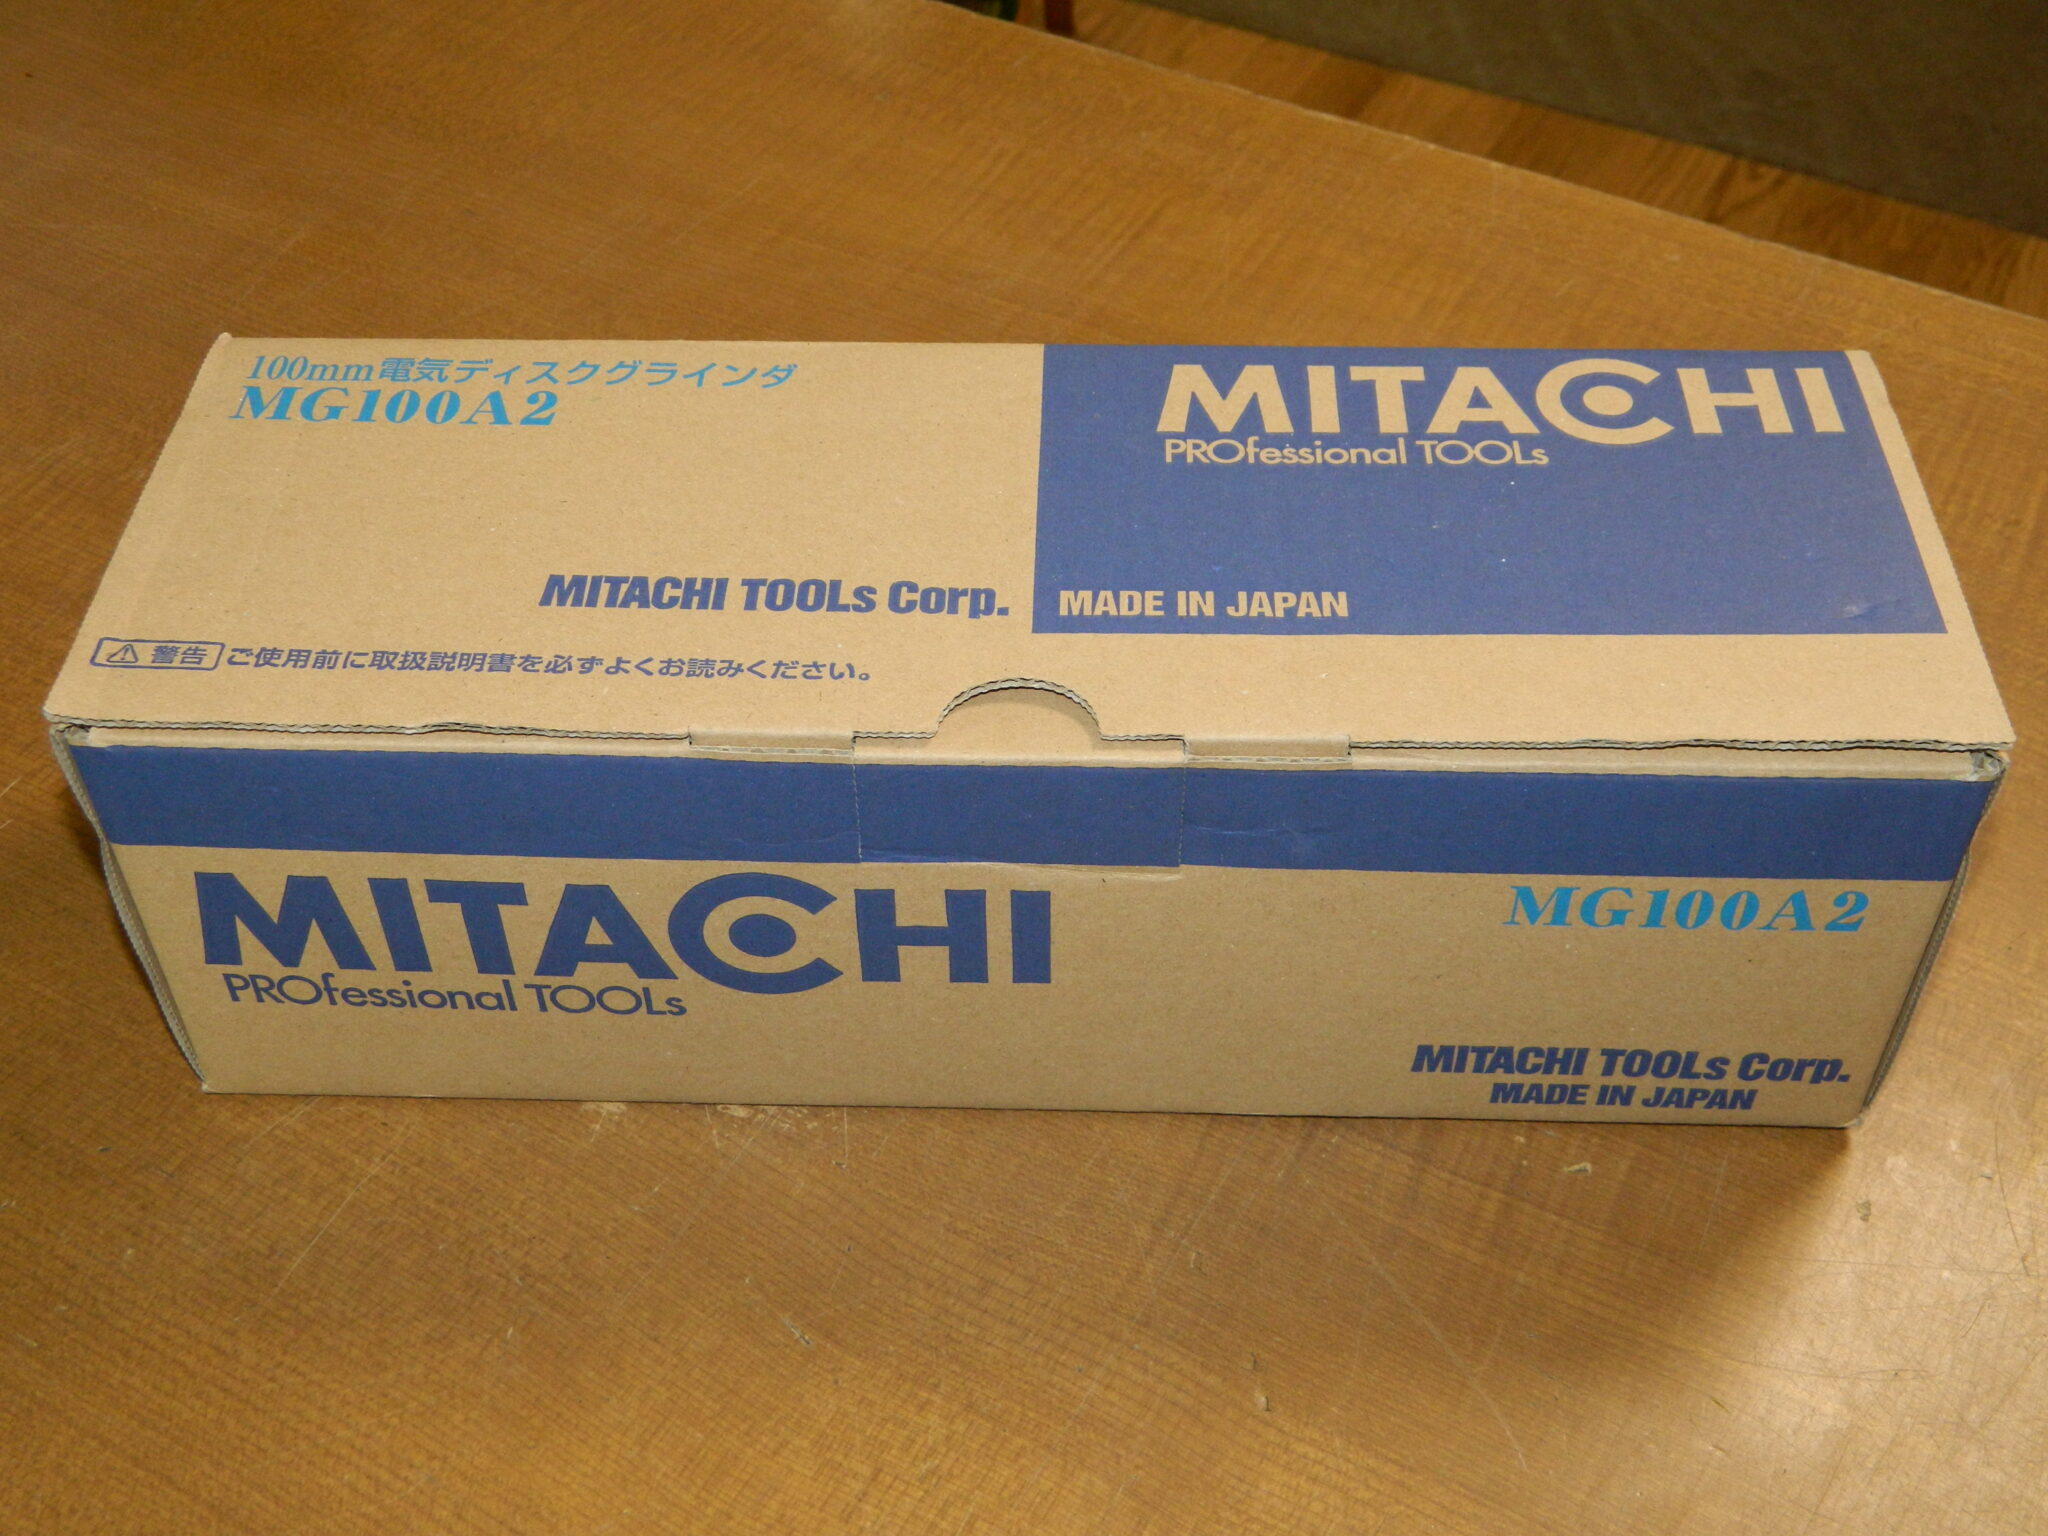 100mm電気ディスクグラインダ
MG100A2
MITACHI
PROfessional TOOLs
MITACHI TOOLs Corp.
MADE IN JAPAN
⚠ 警告 ご使用前に取扱説明書を必ずよくお読みください。
MITACHI
PROfessional TOOLs
MG100A2
MITACHI TOOLs Corp.
MADE IN JAPAN